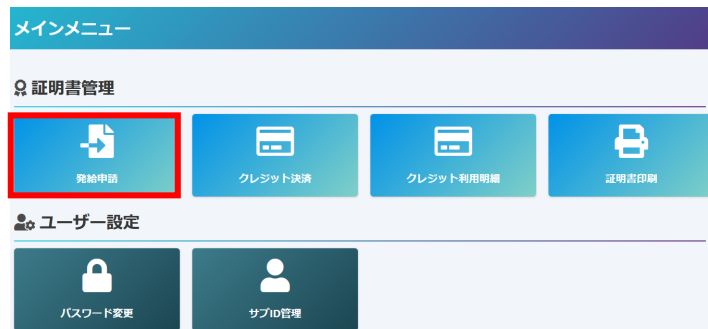 メインメニュー
証明書管理
発給申請
クレジット決済
クレジット利用明細
証明書印刷
ユーザー設定
パスワード変更
サブID管理